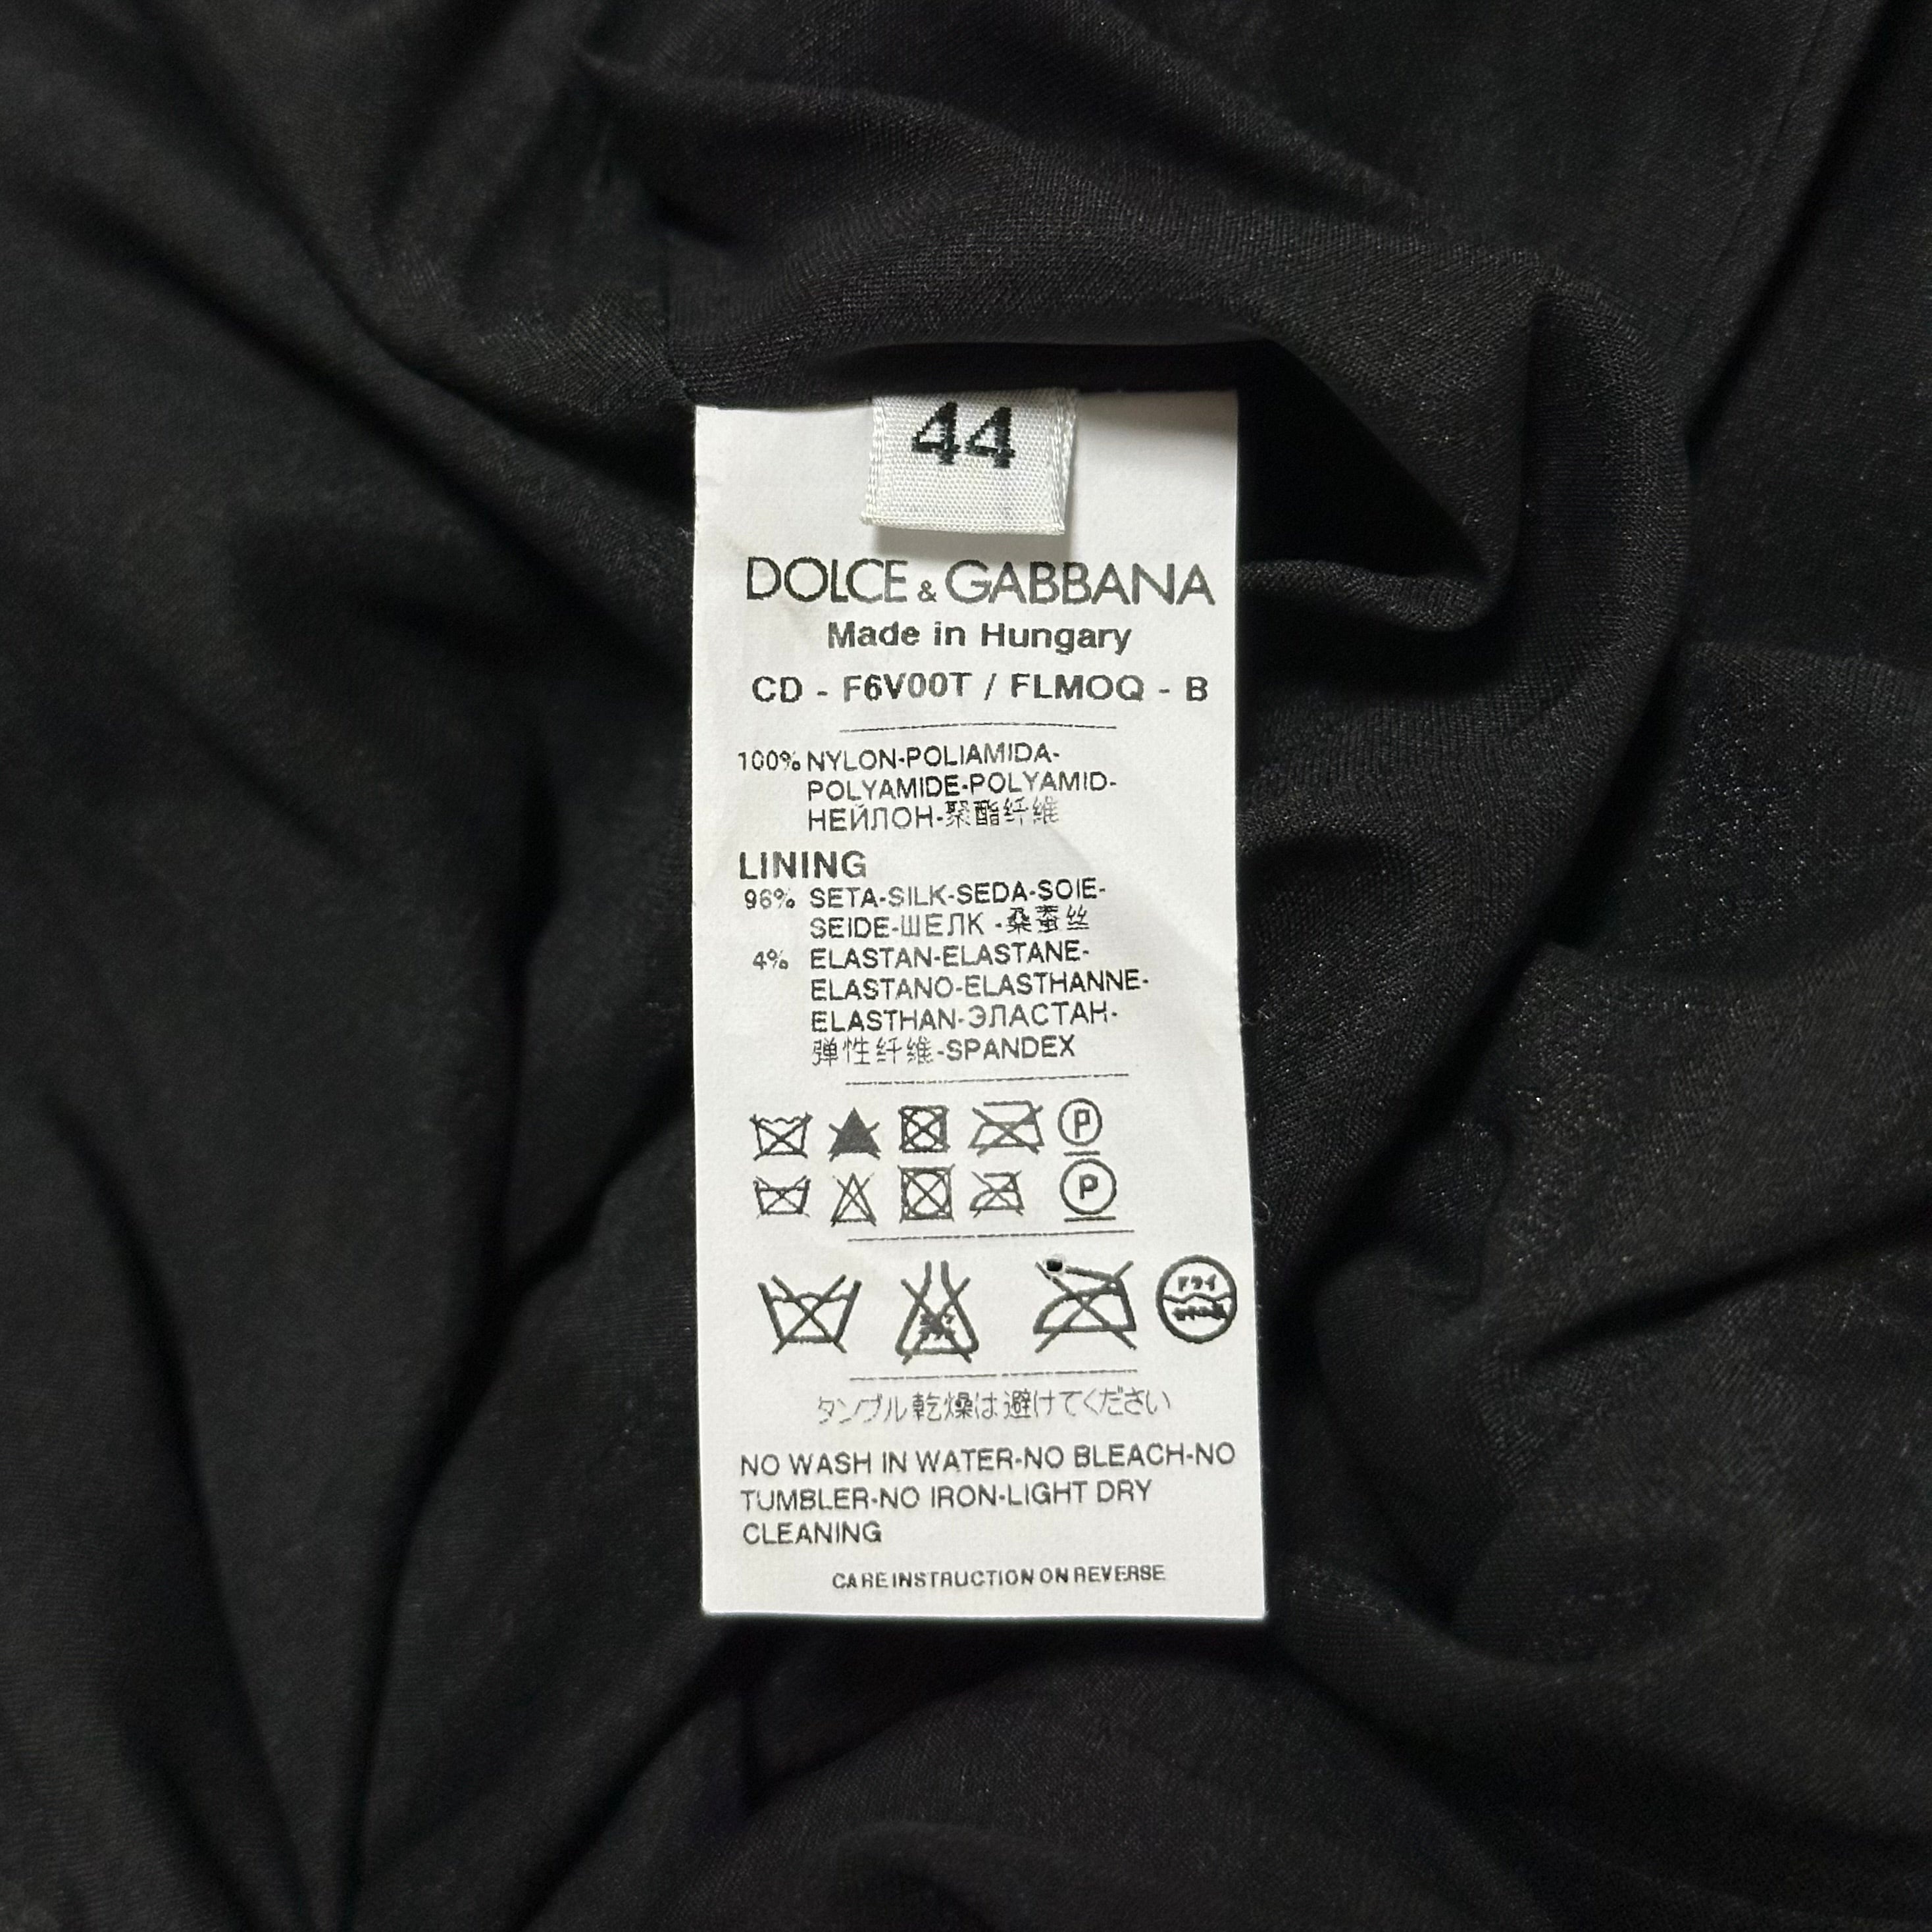 44
DOLCE & GABBANA
Made in Hungary
CD - F6V00T / FLMOQ - B
100% NYLON-POLIAMIDA-
POLYAMIDE-POLYAMID-
НЕЙЛОН-聚酯纤维
LINING
96% SETA-SILK-SEDA-SOIE-
SEIDE-ШЕЛК -桑蚕丝
4% ELASTAN-ELASTANE-
ELASTANO-ELASTHANNE-
ELASTHAN-ЭЛАСТАН-
弹性纤维-SPANDEX
P
P
ドライ
タンブル乾燥は避けてください
NO WASH IN WATER-NO BLEACH-NO
TUMBLER-NO IRON-LIGHT DRY
CLEANING
CARE INSTRUCTION ON REVERSE